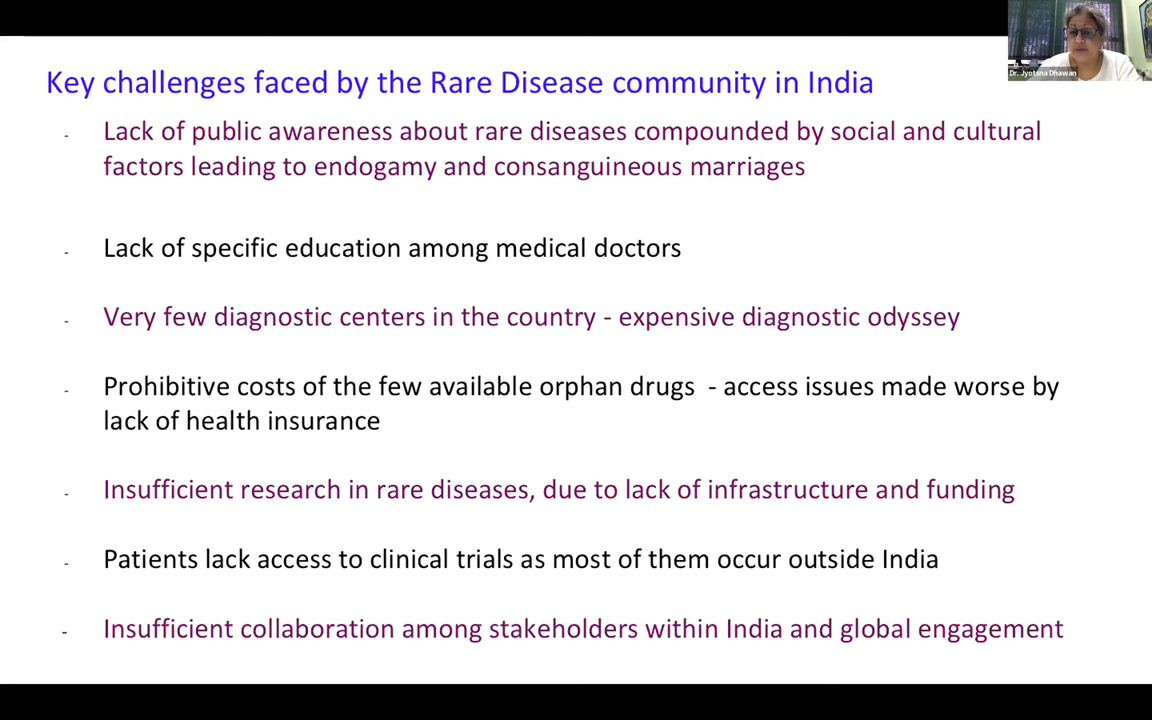 Dr. Jyotsna Dhawan
Key challenges faced by the Rare Disease community in India
- Lack of public awareness about rare diseases compounded by social and cultural
factors leading to endogamy and consanguineous marriages
- Lack of specific education among medical doctors
- Very few diagnostic centers in the country - expensive diagnostic odyssey
- Prohibitive costs of the few available orphan drugs - access issues made worse by
lack of health insurance
- Insufficient research in rare diseases, due to lack of infrastructure and funding
- Patients lack access to clinical trials as most of them occur outside India
- Insufficient collaboration among stakeholders within India and global engagement